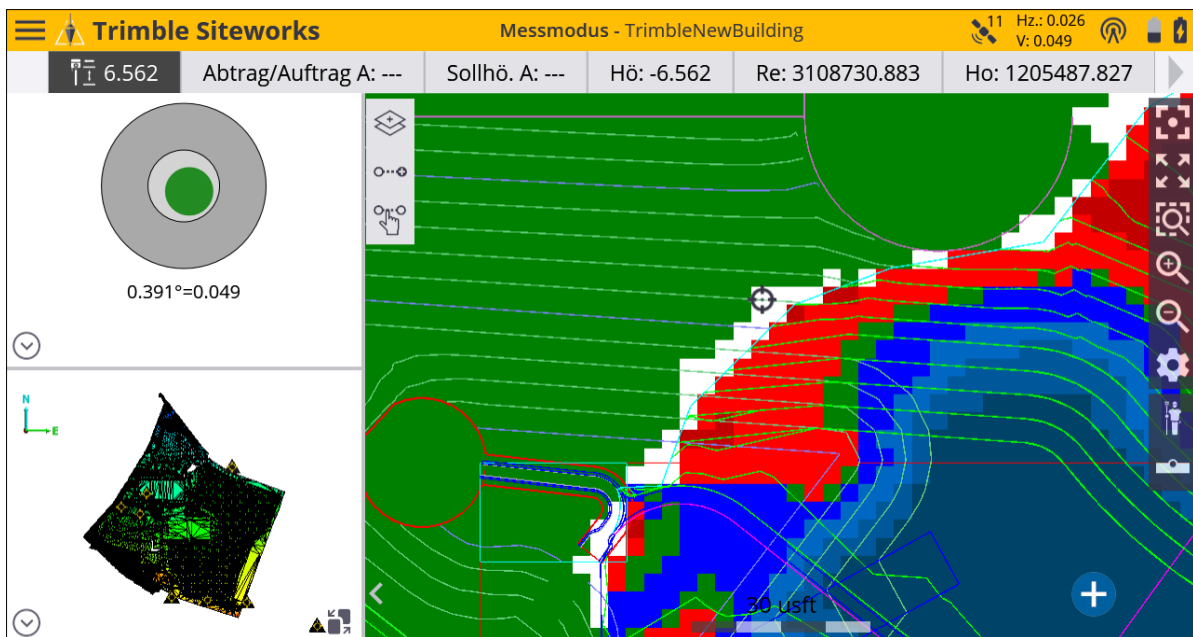 Trimble Siteworks
Messmodus - TrimbleNewBuilding
11
Hz.: 0.026
V: 0.049
6.562
Abtrag/Auftrag A: ---
Sollhö. A: ---
Hö: -6.562
Re: 3108730.883
Ho: 1205487.827
0.391°=0.049
N
E
30 usft